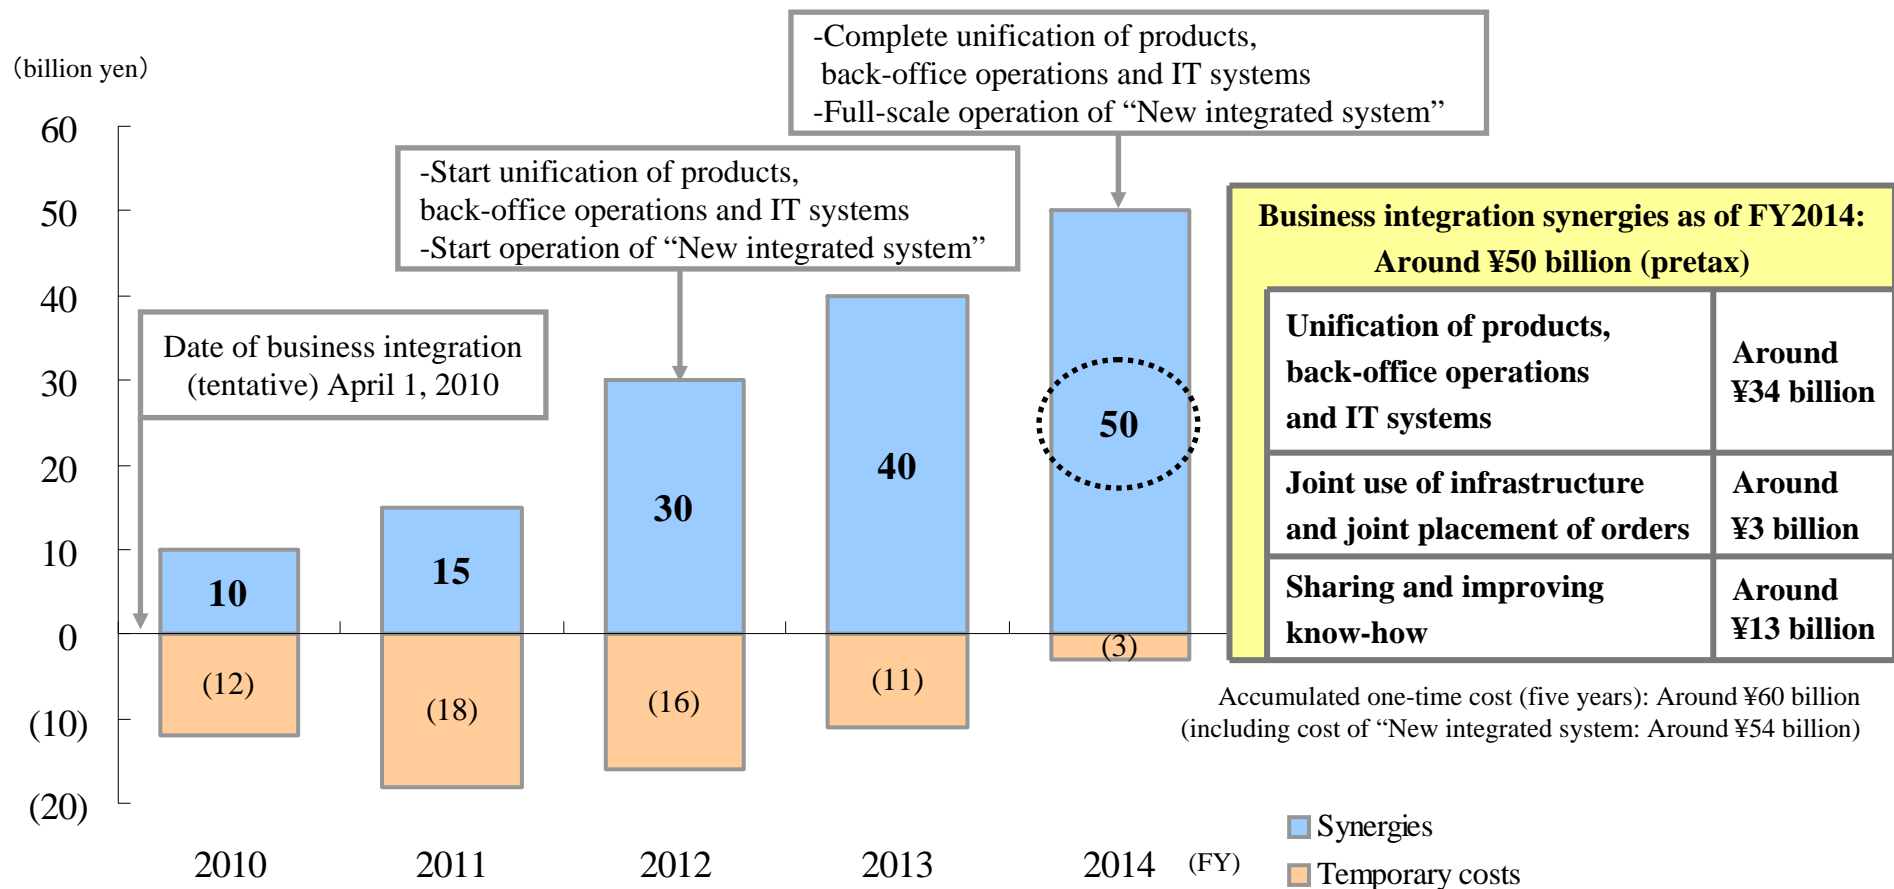 (billion yen)
-Complete unification of products,
back-office operations and IT systems
-Full-scale operation of “New integrated system”
-Start unification of products,
back-office operations and IT systems
-Start operation of “New integrated system”
Date of business integration
(tentative) April 1, 2010
60
50
40
30
20
10
0
(10)
(20)
10
15
30
40
50
(12)
(18)
(16)
(11)
(3)
2010
2011
2012
2013
2014
(FY)
Business integration synergies as of FY2014:
Around ¥50 billion (pretax)
Unification of products,
back-office operations
and IT systems
Around
¥34 billion
Joint use of infrastructure
and joint placement of orders
Around
¥3 billion
Sharing and improving
know-how
Around
¥13 billion
Accumulated one-time cost (five years): Around ¥60 billion
(including cost of “New integrated system: Around ¥54 billion)
Synergies
Temporary costs